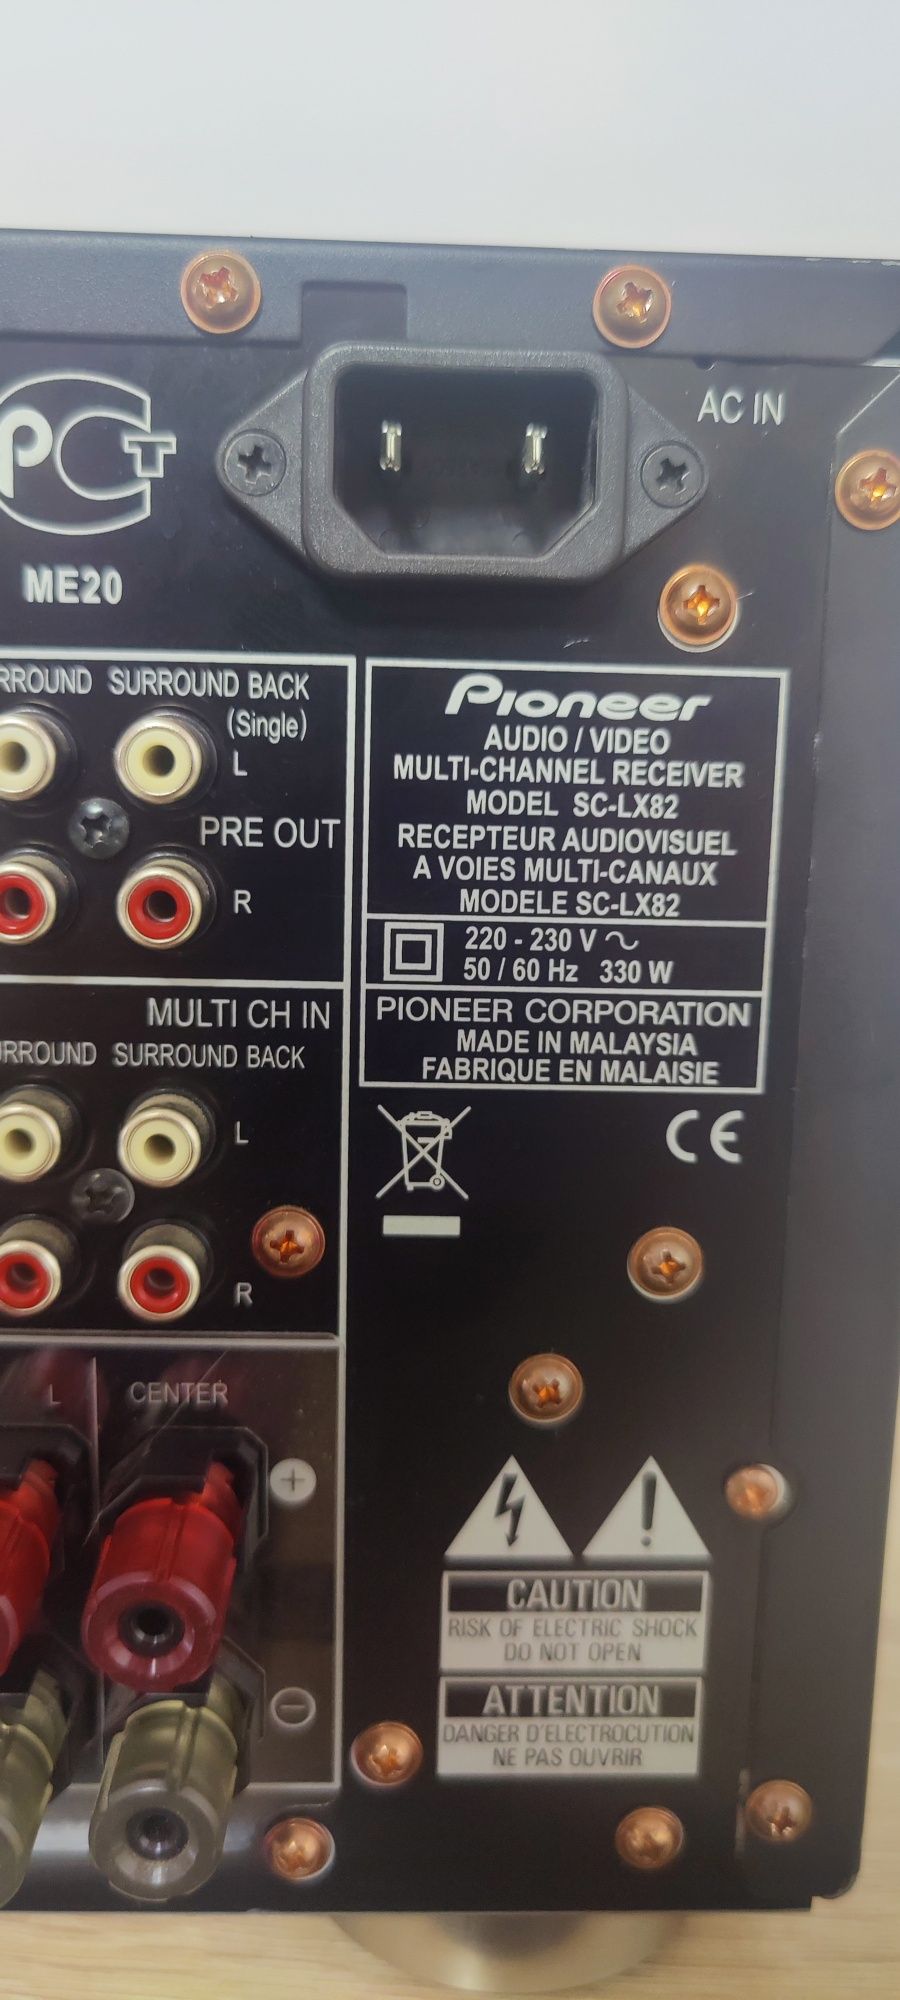 AC IN
PCT
ME20
SURROUND BACK
(Single)
L
PRE OUT
R
MULTI CH IN
SURROUND BACK
L
R
L
CENTER
+
−
Pioneer
AUDIO / VIDEO
MULTI-CHANNEL RECEIVER
MODEL SC-LX82
RECEPTEUR AUDIOVISUEL
A VOIES MULTI-CANAUX
MODELE SC-LX82
220 - 230 V ~
50 / 60 Hz 330 W
PIONEER CORPORATION
MADE IN MALAYSIA
FABRIQUE EN MALAISIE
CE
CAUTION
RISK OF ELECTRIC SHOCK
DO NOT OPEN
ATTENTION
DANGER D'ELECTROCUTION
NE PAS OUVRIR